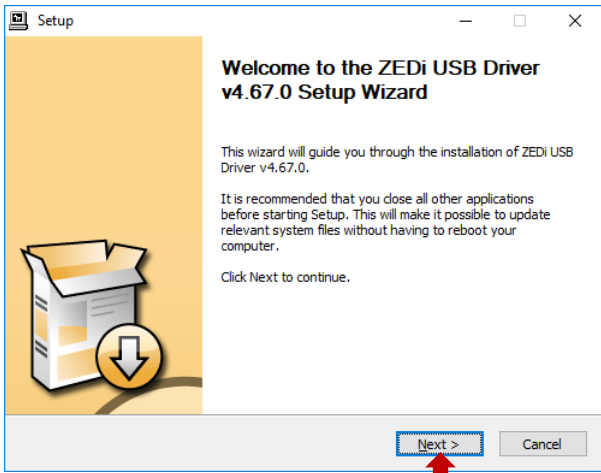 Setup
Welcome to the ZEDi USB Driver
v4.67.0 Setup Wizard
This wizard will guide you through the installation of ZEDi USB
Driver v4.67.0.
It is recommended that you close all other applications
before starting Setup. This will make it possible to update
relevant system files without having to reboot your
computer.
Click Next to continue.
Next >
Cancel